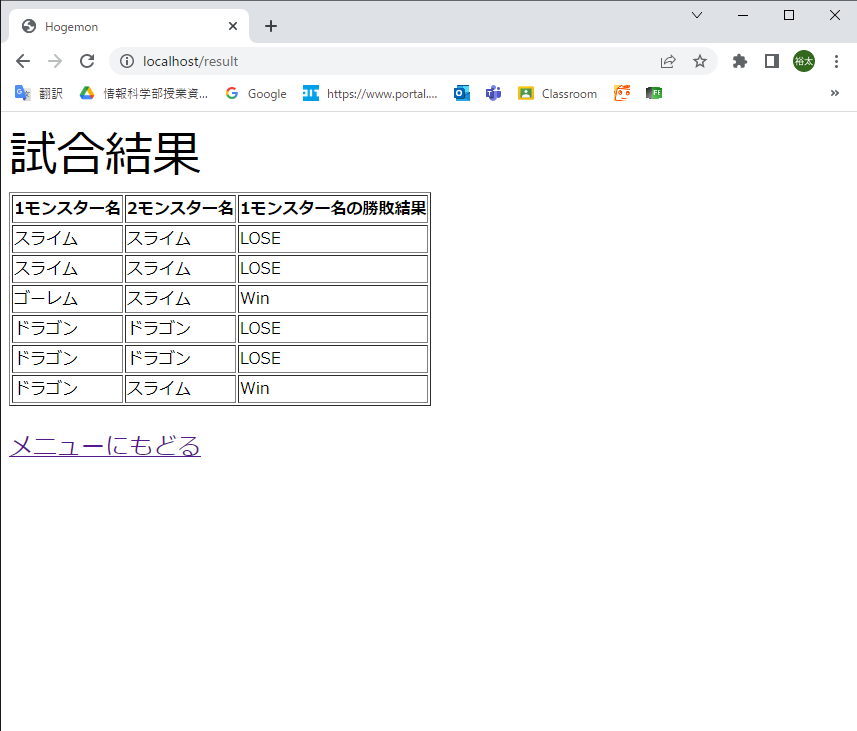 Hogemon
localhost/result
裕太
翻訳 情報科学部授業資... Google https://www.portal.... Classroom
試合結果
1モンスター名 2モンスター名 1モンスター名の勝敗結果
スライム スライム LOSE
スライム スライム LOSE
ゴーレム スライム Win
ドラゴン ドラゴン LOSE
ドラゴン ドラゴン LOSE
ドラゴン スライム Win
メニューにもどる